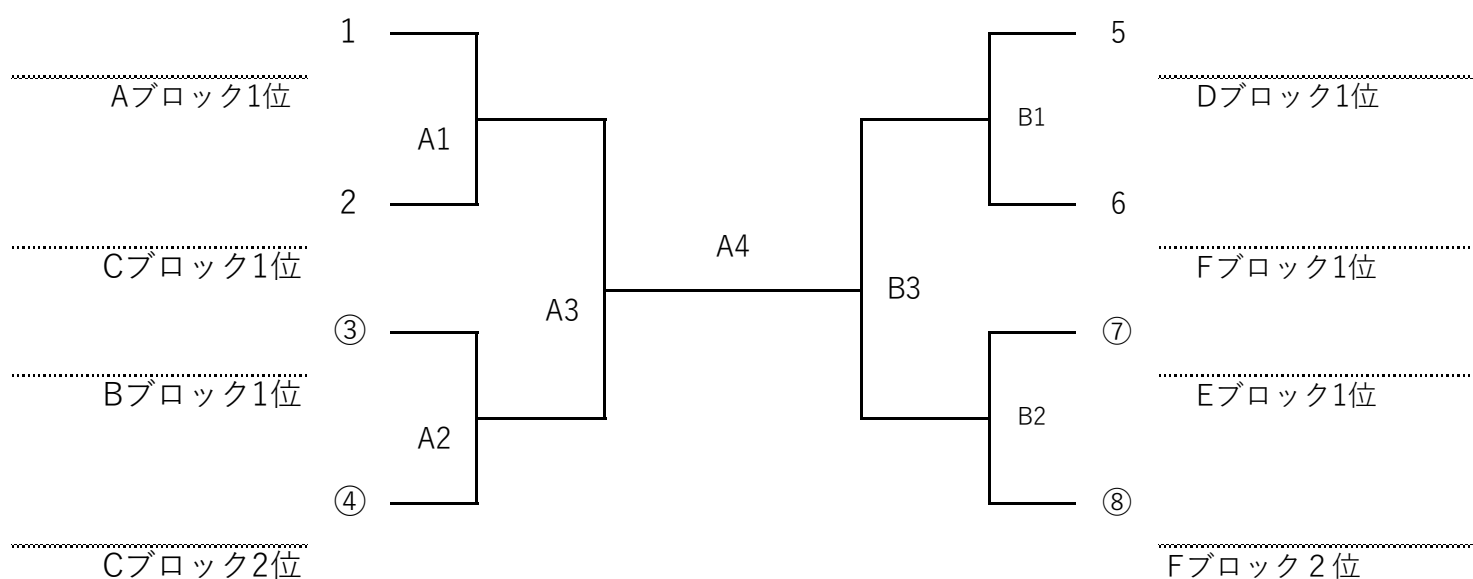 1
5
Aブロック1位
Dブロック1位
A1
B1
2
6
A4
Cブロック1位
Fブロック1位
A3
B3
③
⑦
Bブロック1位
Eブロック1位
A2
B2
④
⑧
Cブロック2位
Fブロック２位